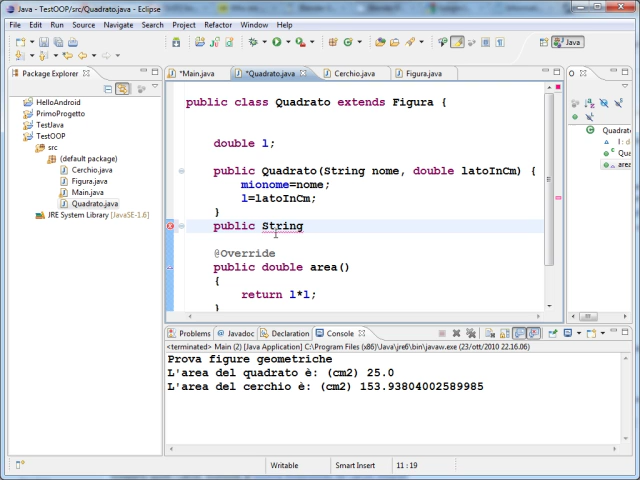 Java - TestOOP/src/Quadrato.java - Eclipse
File Edit Run Source Navigate Search Project Refactor Window Help
Java
Package Explorer
HelloAndroid
PrimoProgetto
TestJava
TestOOP
src
(default package)
Cerchio.java
Figura.java
Main.java
Quadrato.java
JRE System Library [JavaSE-1.6]
*Main.java *Quadrato.java Cerchio.java Figura.java
public class Quadrato extends Figura {
double l;
public Quadrato(String nome, double latoInCm) {
mionome=nome;
l=latoInCm;
}
public String
@Override
public double area()
{
return l*l;
}
O
Quadrato
l : d
Qua
area
Problems @ Javadoc Declaration Console
<terminated> Main (2) [Java Application] C:\Program Files (x86)\Java\jre6\bin\javaw.exe (23/ott/2010 22.16.06)
Prova figure geometriche
L'area del quadrato è: (cm2) 25.0
L'area del cerchio è: (cm2) 153.93804002589985
Writable Smart Insert 11 : 19